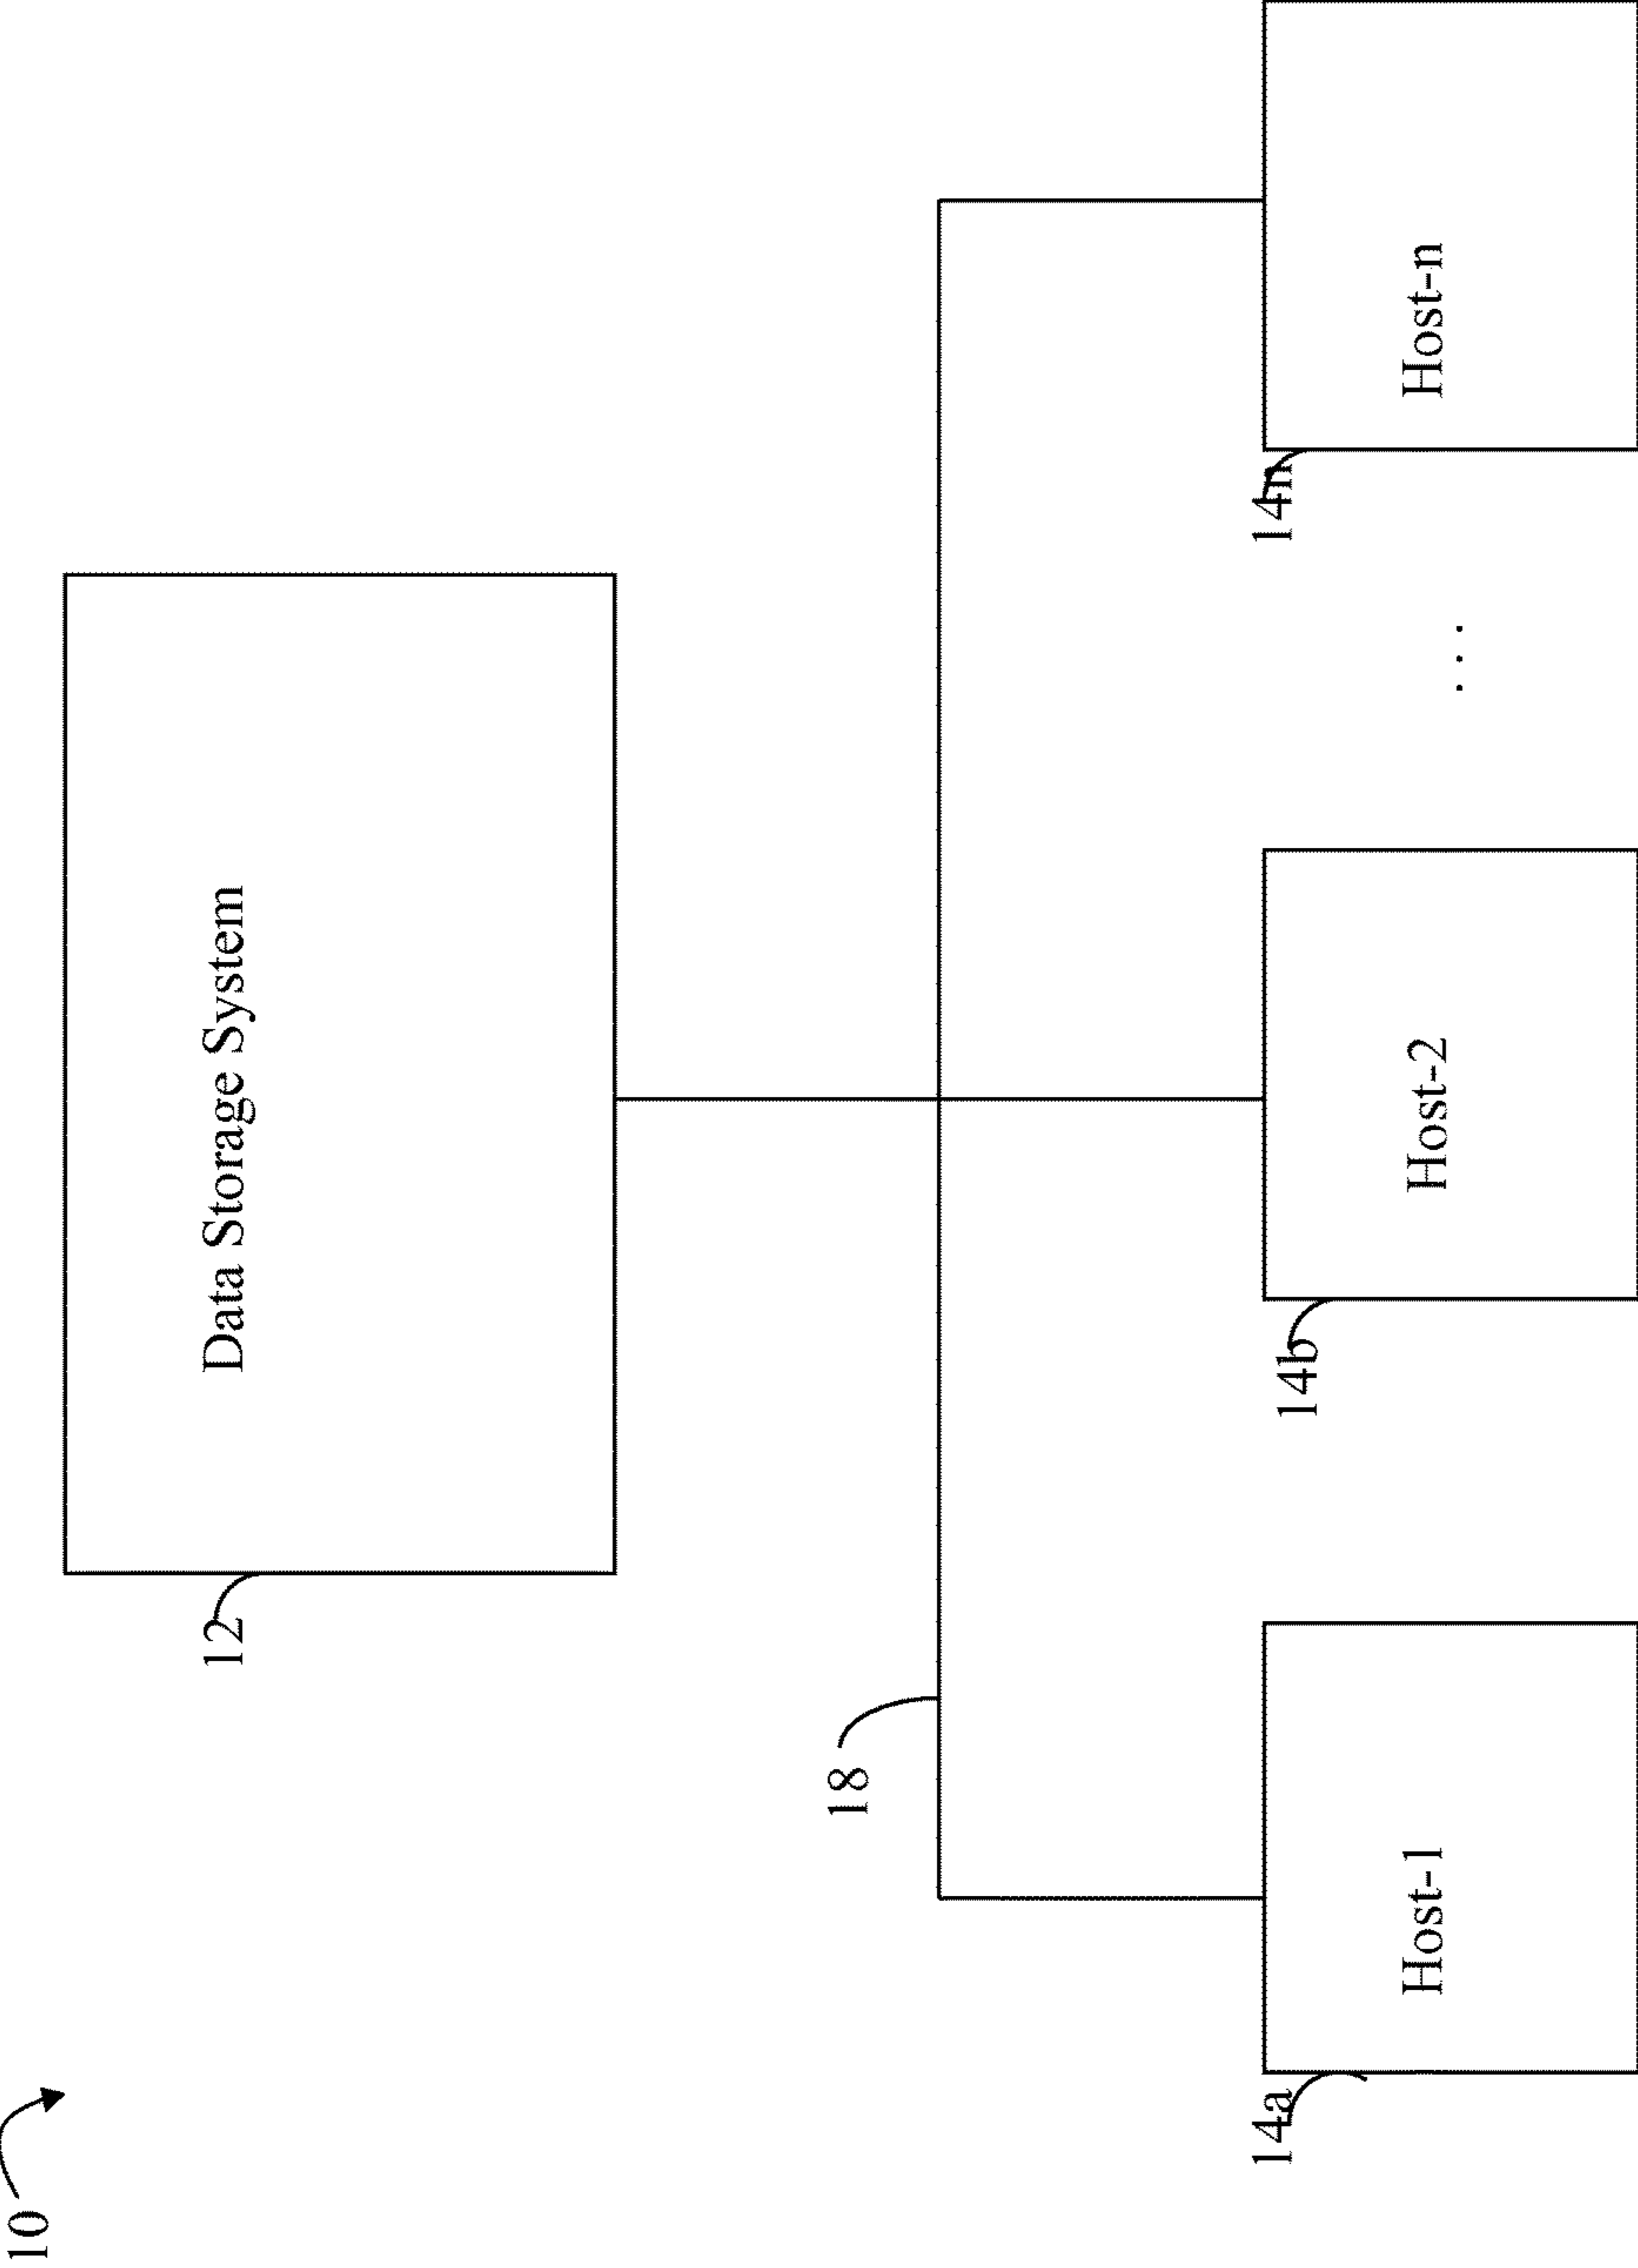 10
12
Data Storage System
18
14a
Host-1
14b
Host-2
. . .
14n
Host-n